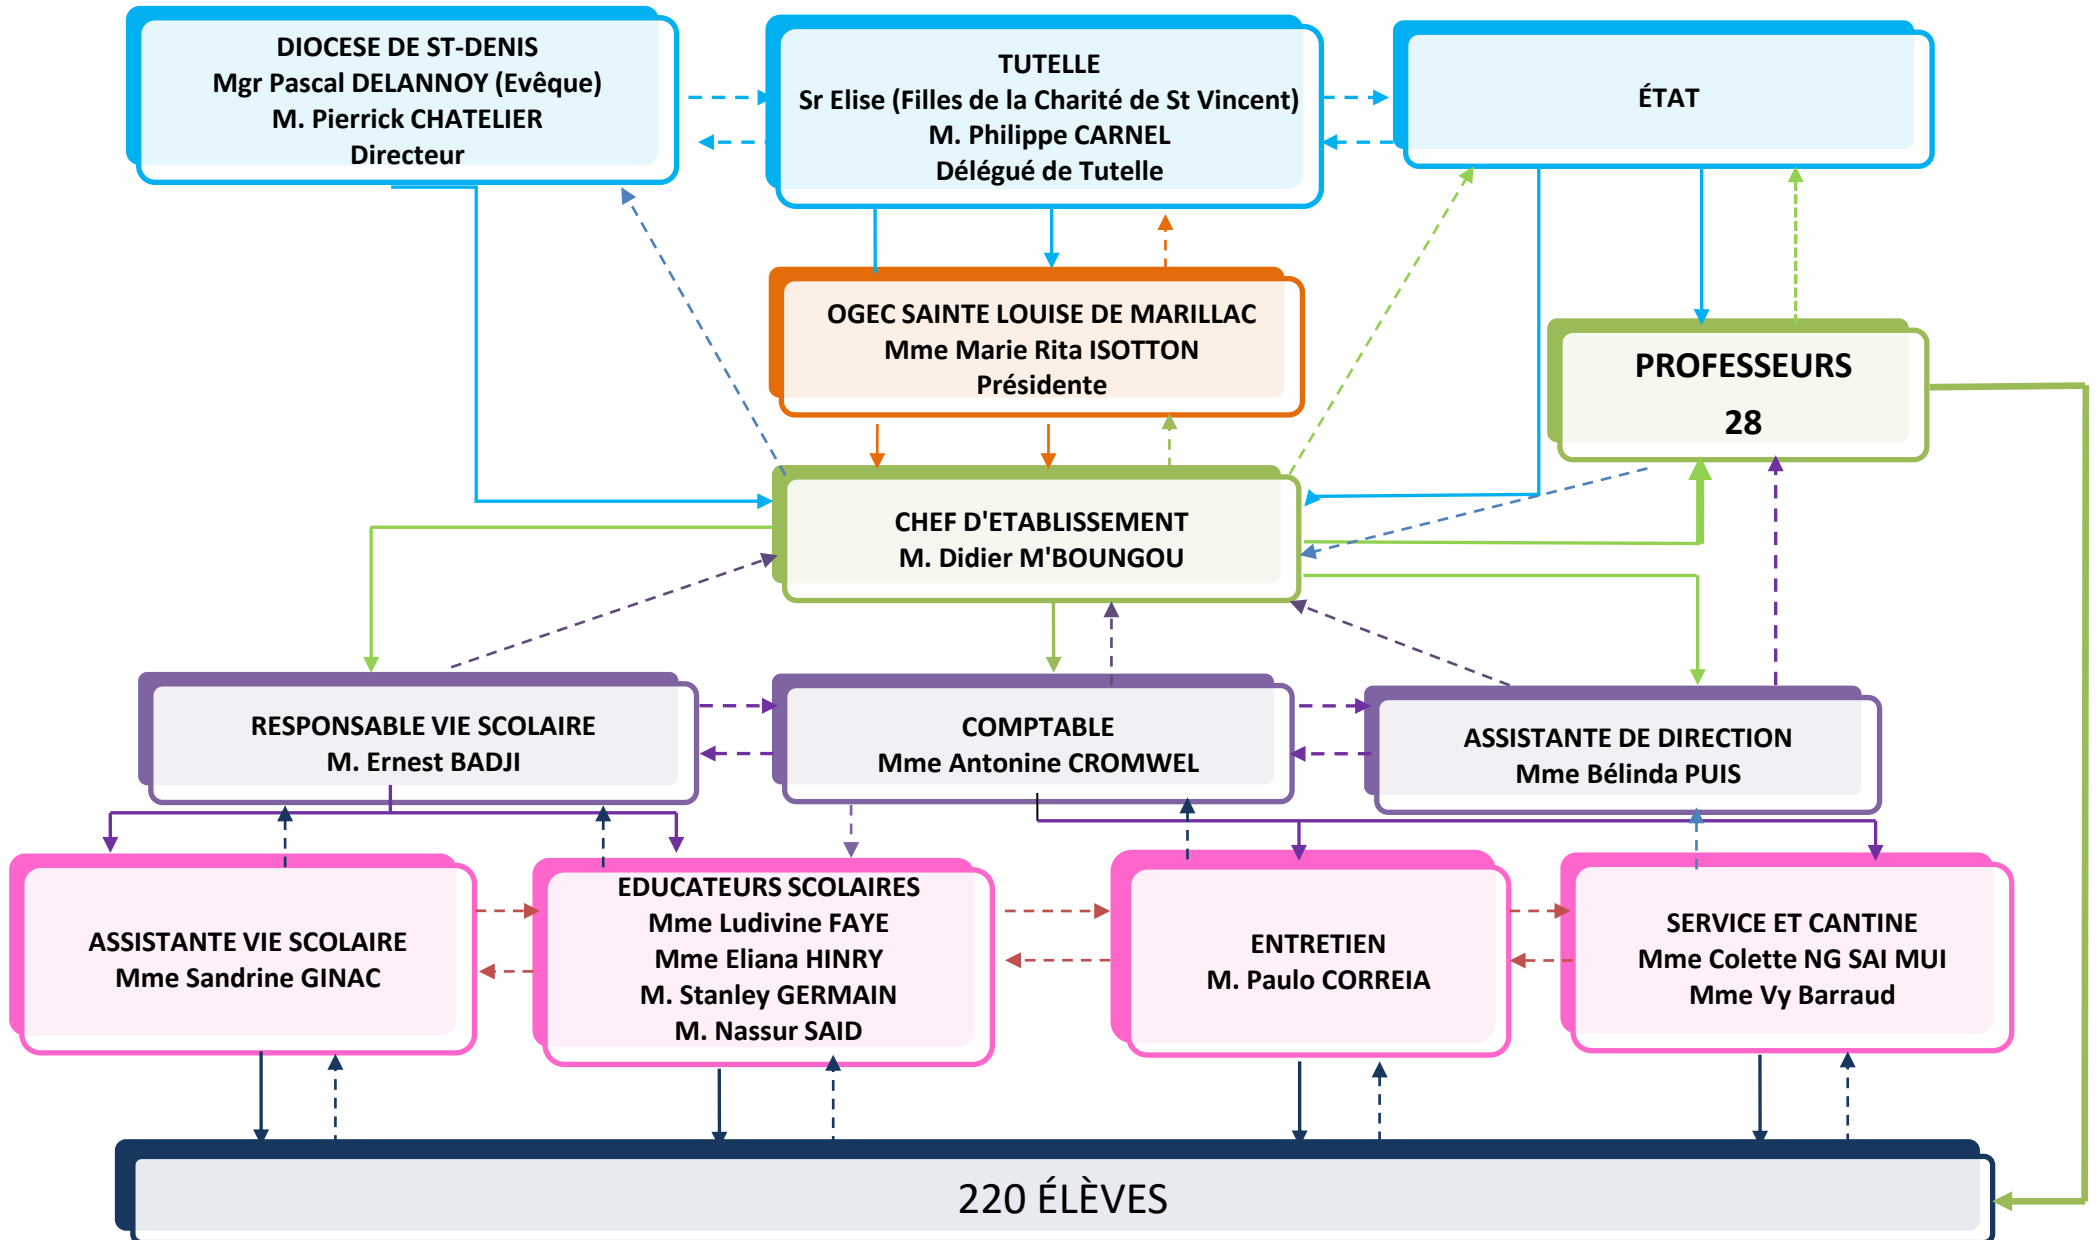 DIOCESE DE ST-DENIS
Mgr Pascal DELANNOY (Evêque)
M. Pierrick CHATELIER
Directeur
TUTELLE
Sr Elise (Filles de la Charité de St Vincent)
M. Philippe CARNEL
Délégué de Tutelle
ÉTAT
OGEC SAINTE LOUISE DE MARILLAC
Mme Marie Rita ISOTTON
Présidente
PROFESSEURS
28
CHEF D'ETABLISSEMENT
M. Didier M'BOUNGOU
RESPONSABLE VIE SCOLAIRE
M. Ernest BADJI
COMPTABLE
Mme Antonine CROMWEL
ASSISTANTE DE DIRECTION
Mme Bélinda PUIS
ASSISTANTE VIE SCOLAIRE
Mme Sandrine GINAC
EDUCATEURS SCOLAIRES
Mme Ludivine FAYE
Mme Eliana HINRY
M. Stanley GERMAIN
M. Nassur SAID
ENTRETIEN
M. Paulo CORREIA
SERVICE ET CANTINE
Mme Colette NG SAI MUI
Mme Vy Barraud
220 ÉLÈVES